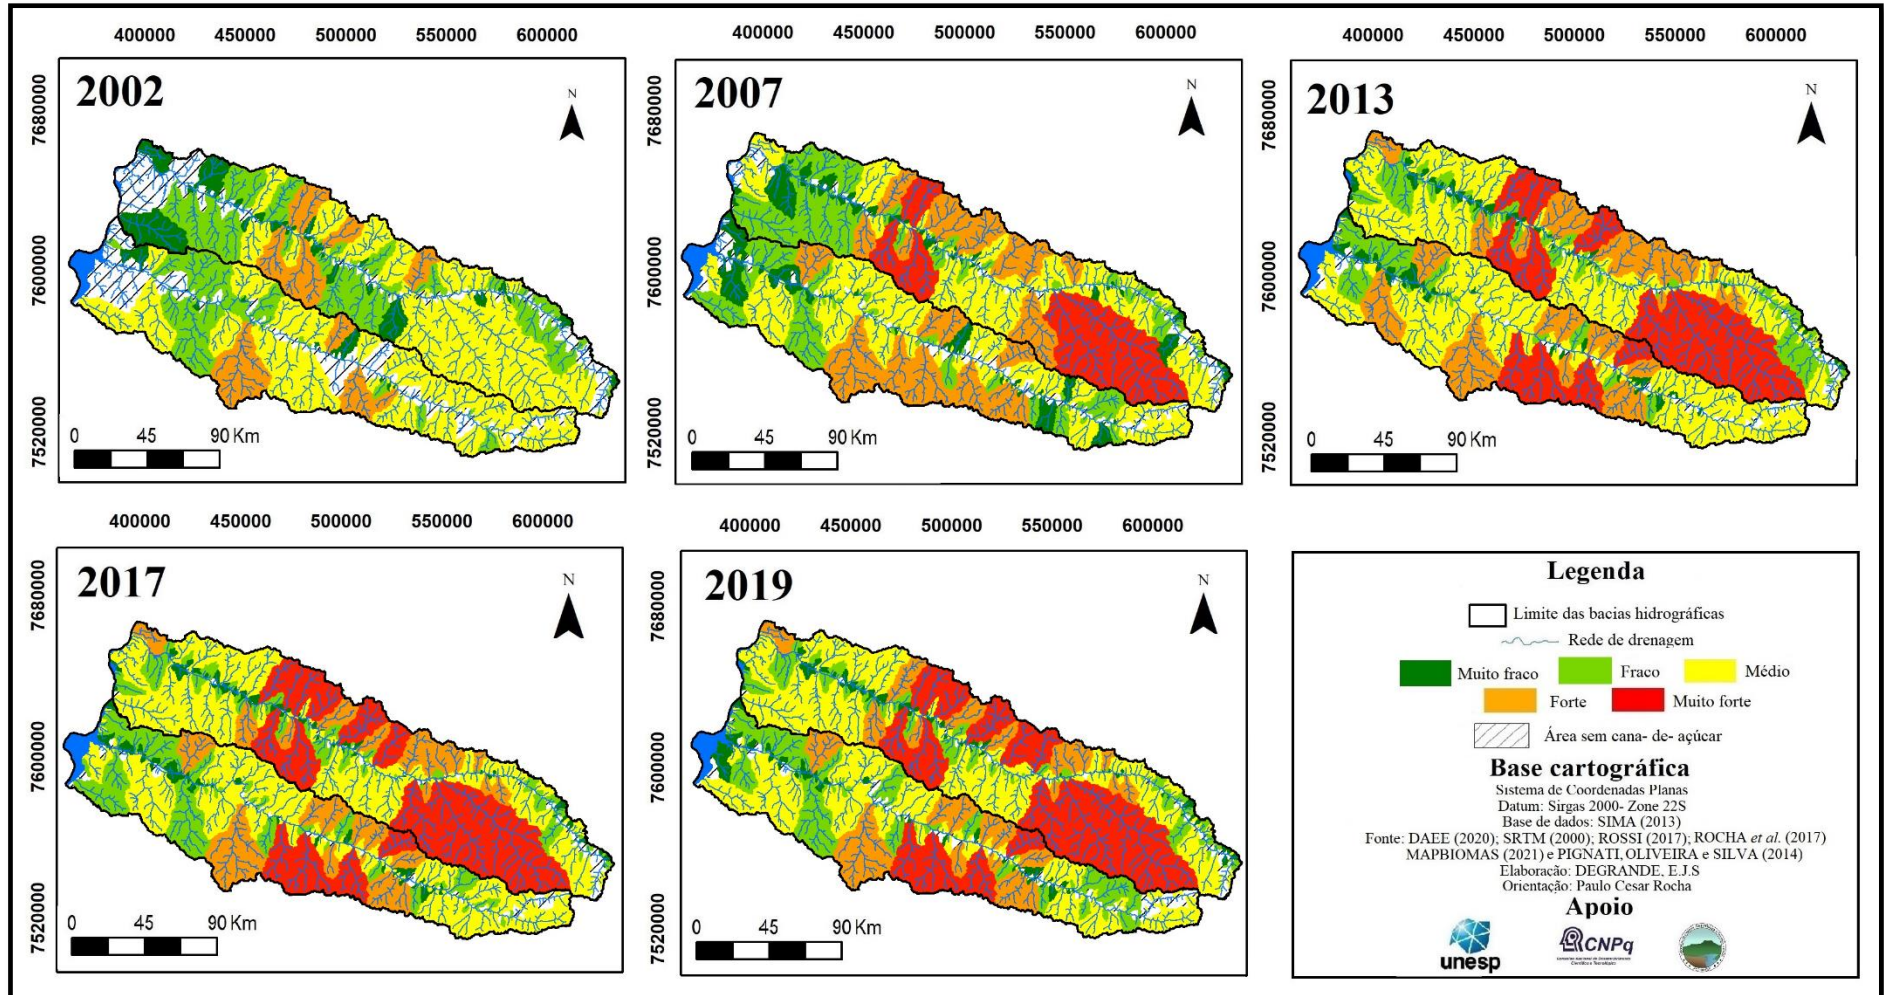 400000 450000 500000 550000 600000
400000 450000 500000 550000 600000
400000 450000 500000 550000 600000
2002
N
7680000
7600000
7520000
0 45 90 Km
2007
N
7680000
7600000
7520000
0 45 90 Km
2013
N
7680000
7600000
7520000
0 45 90 Km
400000 450000 500000 550000 600000
400000 450000 500000 550000 600000
2017
N
7680000
7600000
7520000
0 45 90 Km
2019
N
7680000
7600000
7520000
0 45 90 Km
Legenda
Limite das bacias hidrográficas
Rede de drenagem
Muito fraco Fraco Médio
Forte Muito forte
Área sem cana- de- açúcar
Base cartográfica
Sistema de Coordenadas Planas
Datum: Sirgas 2000- Zone 22S
Base de dados: SIMA (2013)
Fonte: DAEE (2020); SRTM (2000); ROSSI (2017); ROCHA et al. (2017)
MAPBIOMAS (2021) e PIGNATI, OLIVEIRA e SILVA (2014)
Elaboração: DEGRANDE, E.J.S
Orientação: Paulo Cesar Rocha
Apoio
unesp
CNPq